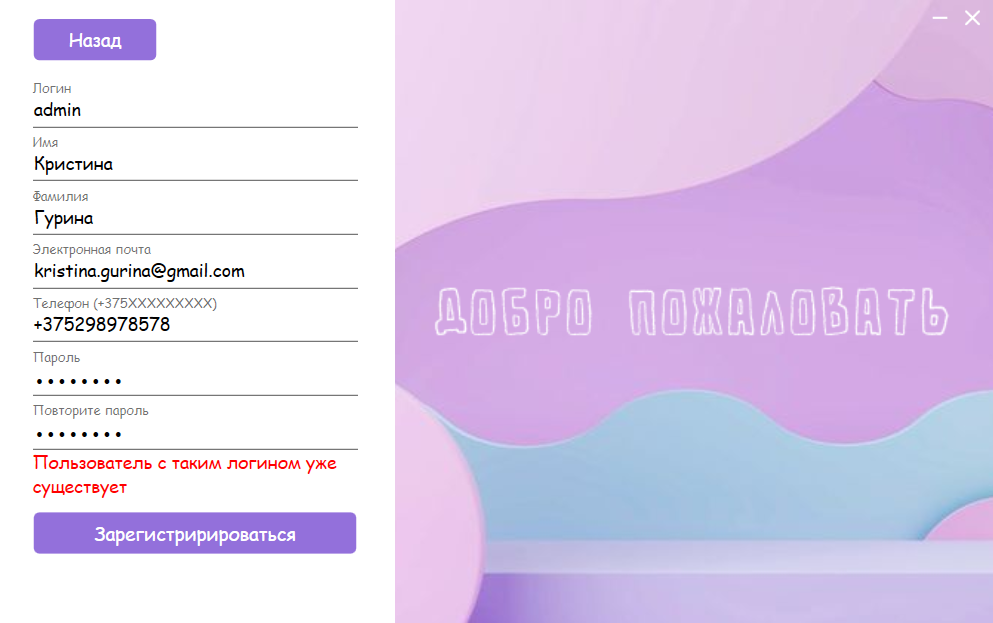 Назад
Логин
admin
Имя
Кристина
Фамилия
Гурина
Электронная почта
kristina.gurina@gmail.com
Телефон (+375XXXXXXXXX)
+375298978578
Пароль
••••••••
Повторите пароль
••••••••
Пользователь с таким логином уже
существует
Зарегистририроваться
ДОБРО ПОЖАЛОВАТЬ